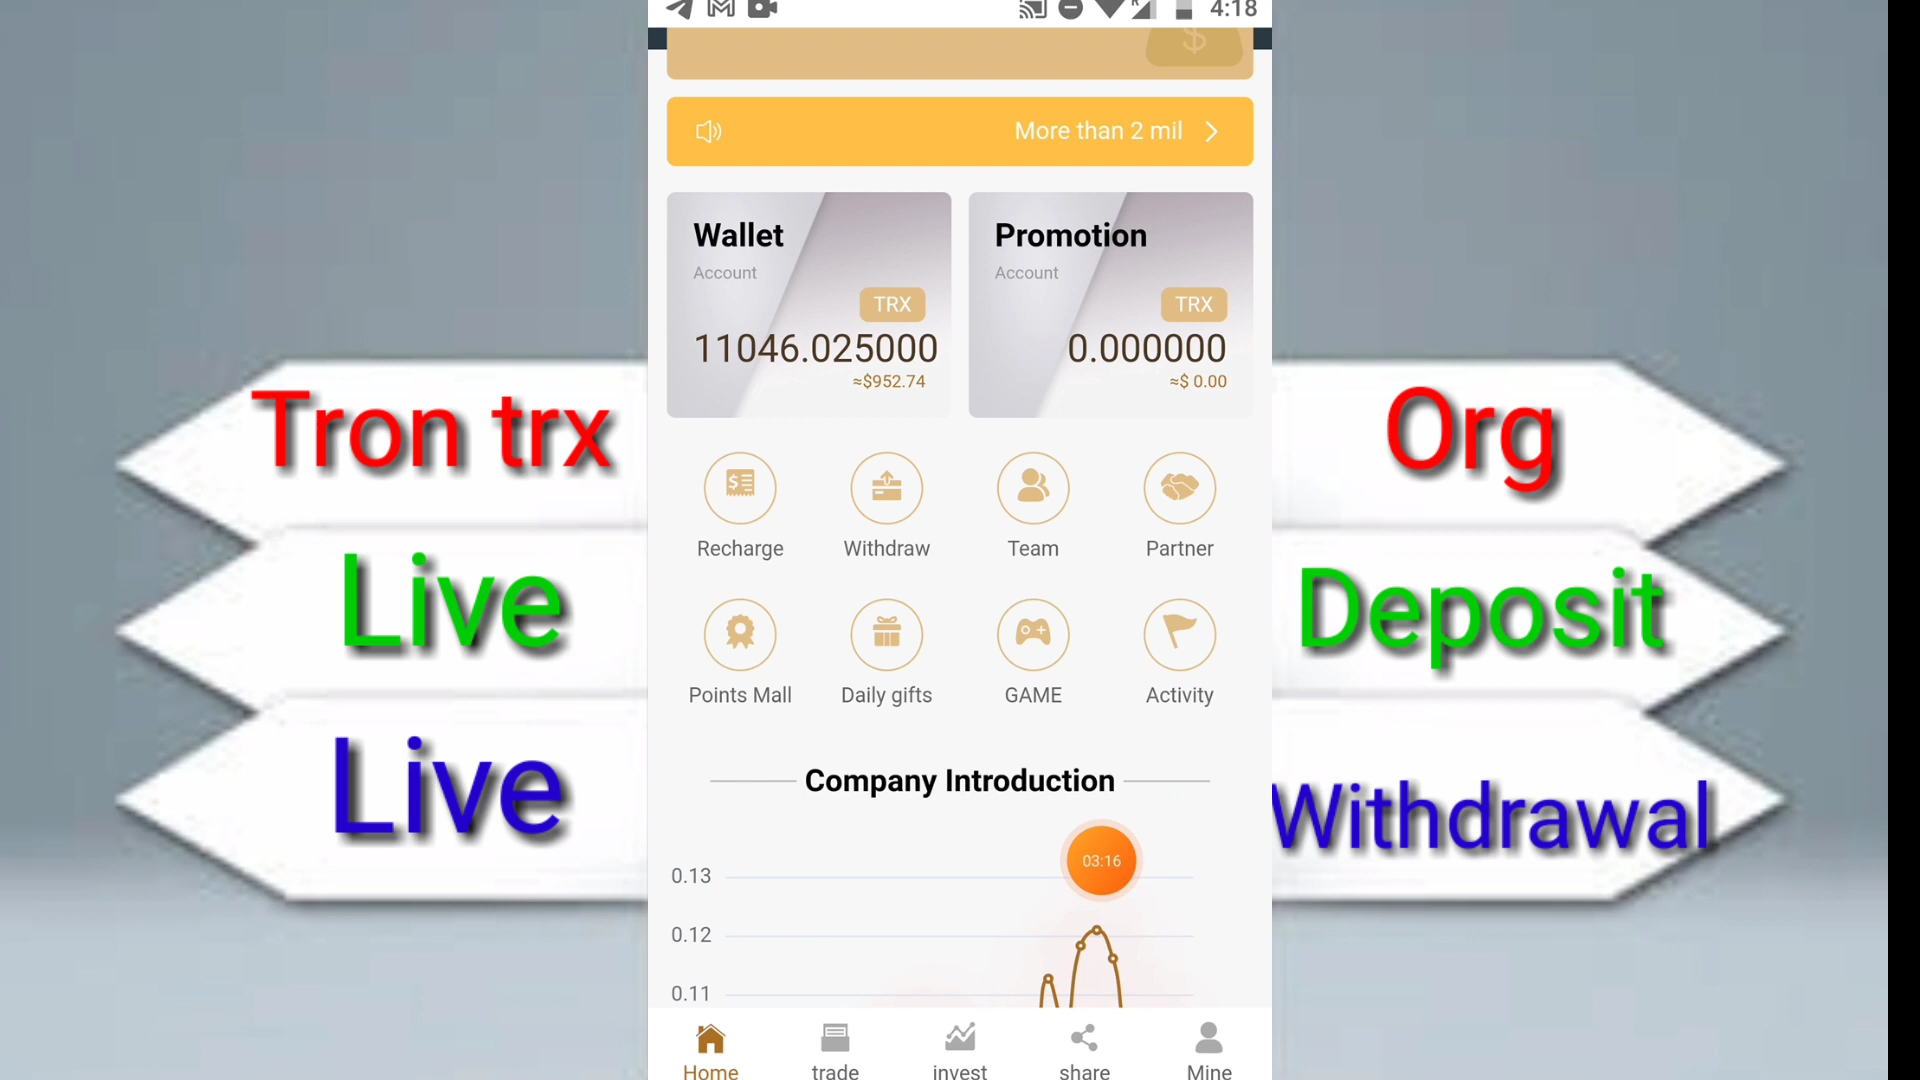 4:18
More than 2 mil
Wallet
Account
TRX
11046.025000
≈$952.74
Promotion
Account
TRX
0.000000
≈$ 0.00
Tron trx
Live
Live
Org
Deposit
Withdrawal
Recharge
Withdraw
Team
Partner
Points Mall
Daily gifts
GAME
Activity
Company Introduction
03:16
0.13
0.12
0.11
Home
trade
invest
share
Mine